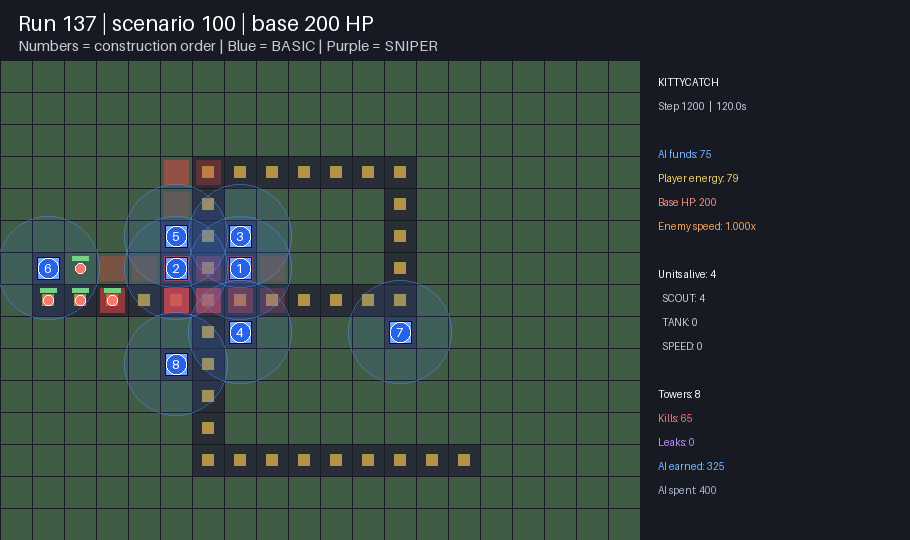 Run 137 | scenario 100 | base 200 HP
Numbers = construction order | Blue = BASIC | Purple = SNIPER
KITTYCATCH
Step 1200 | 120.0s
AI funds: 75
Player energy: 79
Base HP: 200
Enemy speed: 1.000x
Units alive: 4
SCOUT: 4
TANK: 0
SPEED: 0
Towers: 8
Kills: 65
Leaks: 0
AI earned: 325
AI spent: 400
5
3
6
2
1
4
7
8